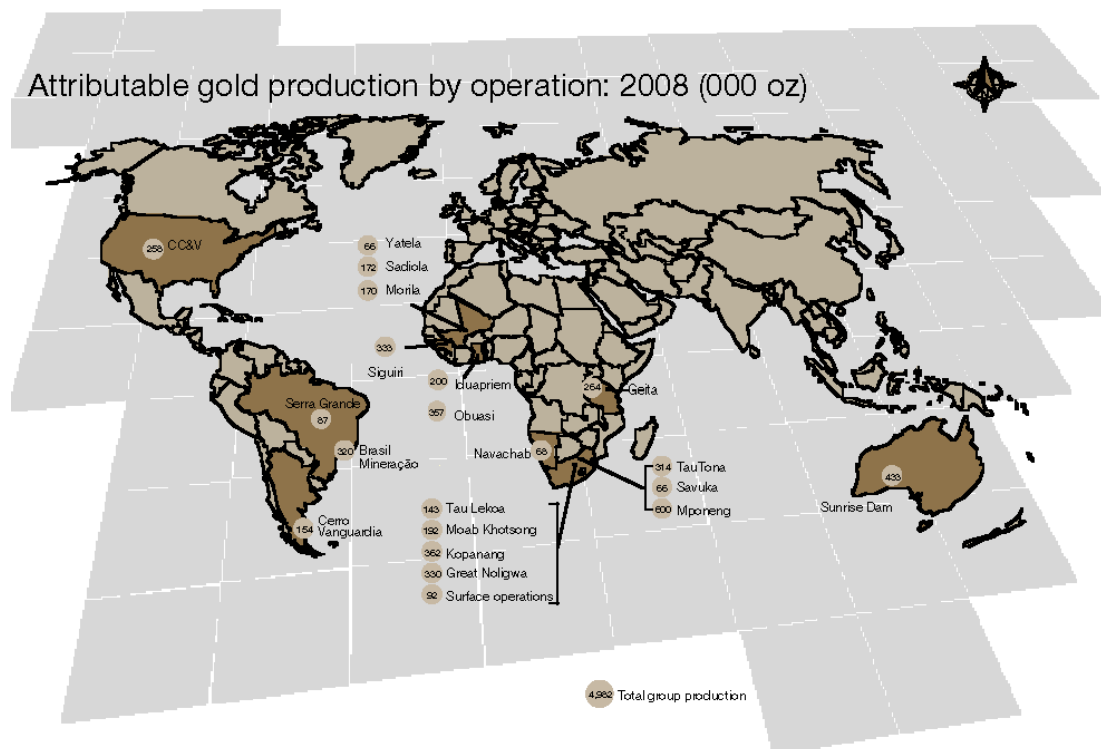 Attributable gold production by operation: 2008 (000 oz)
258 CC&V
66 Yatela
172 Sadiola
170 Morila
333
Siguiri
200 Iduapriem
357 Obuasi
264 Geita
Serra Grande
87
320 Brasil
Mineração
Navachab 68
314 TauTona
66 Savuka
600 Mponeng
433
Sunrise Dam
154 Cerro
Vanguardia
143 Tau Lekoa
192 Moab Khotsong
362 Kopanang
330 Great Noligwa
92 Surface operations
4,982 Total group production